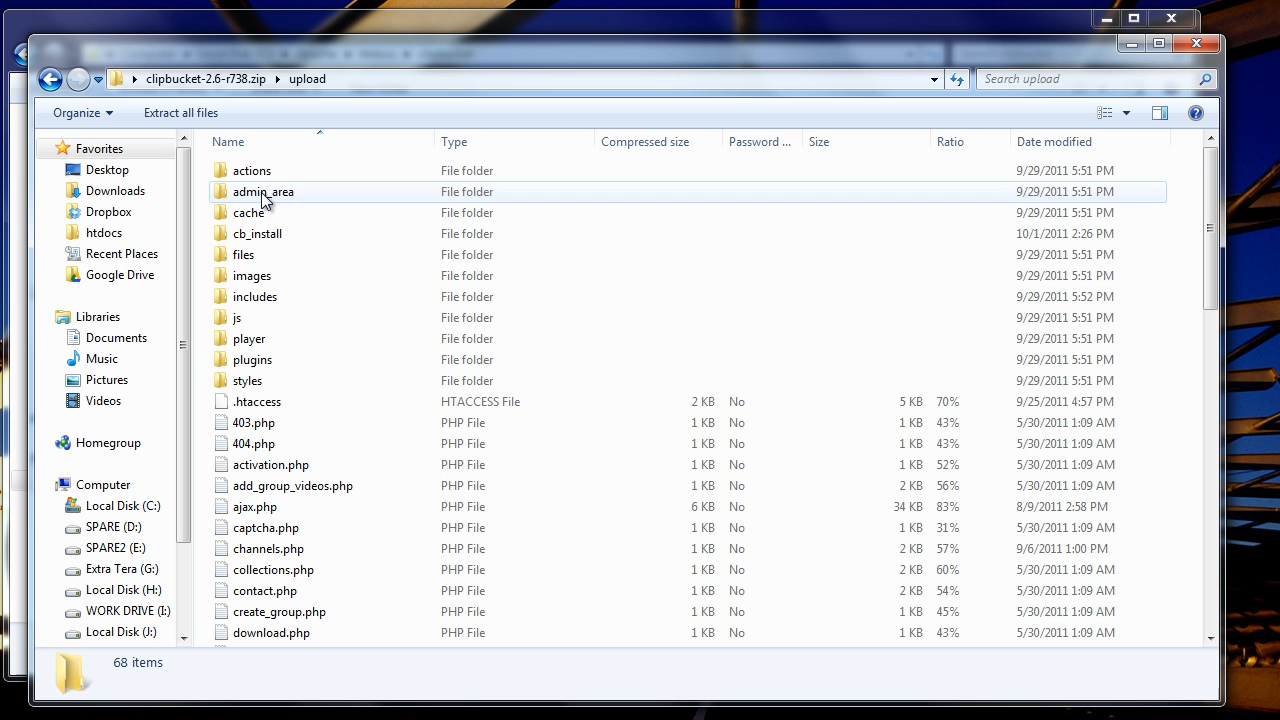 clipbucket-2.6-r738.zip upload Search upload
Organize Extract all files
Name Type Compressed size Password ... Size Ratio Date modified
Favorites
Desktop
Downloads
Dropbox
htdocs
Recent Places
Google Drive
Libraries
Documents
Music
Pictures
Videos
Homegroup
Computer
Local Disk (C:)
SPARE (D:)
SPARE2 (E:)
Extra Tera (G:)
Local Disk (H:)
WORK DRIVE (I:)
Local Disk (J:)
actions File folder 9/29/2011 5:51 PM
admin_area File folder 9/29/2011 5:51 PM
cache File folder 9/29/2011 5:51 PM
cb_install File folder 10/1/2011 2:26 PM
files File folder 9/29/2011 5:51 PM
images File folder 9/29/2011 5:51 PM
includes File folder 9/29/2011 5:52 PM
js File folder 9/29/2011 5:51 PM
player File folder 9/29/2011 5:51 PM
plugins File folder 9/29/2011 5:51 PM
styles File folder 9/29/2011 5:51 PM
.htaccess HTACCESS File 2 KB No 5 KB 70% 9/25/2011 4:57 PM
403.php PHP File 1 KB No 1 KB 43% 5/30/2011 1:09 AM
404.php PHP File 1 KB No 1 KB 43% 5/30/2011 1:09 AM
activation.php PHP File 1 KB No 1 KB 52% 5/30/2011 1:09 AM
add_group_videos.php PHP File 1 KB No 2 KB 56% 5/30/2011 1:09 AM
ajax.php PHP File 6 KB No 34 KB 83% 8/9/2011 2:58 PM
captcha.php PHP File 1 KB No 1 KB 31% 5/30/2011 1:09 AM
channels.php PHP File 1 KB No 2 KB 57% 9/6/2011 1:00 PM
collections.php PHP File 1 KB No 2 KB 60% 5/30/2011 1:09 AM
contact.php PHP File 1 KB No 2 KB 54% 5/30/2011 1:09 AM
create_group.php PHP File 1 KB No 1 KB 45% 5/30/2011 1:09 AM
download.php PHP File 1 KB No 1 KB 43% 5/30/2011 1:09 AM
68 items